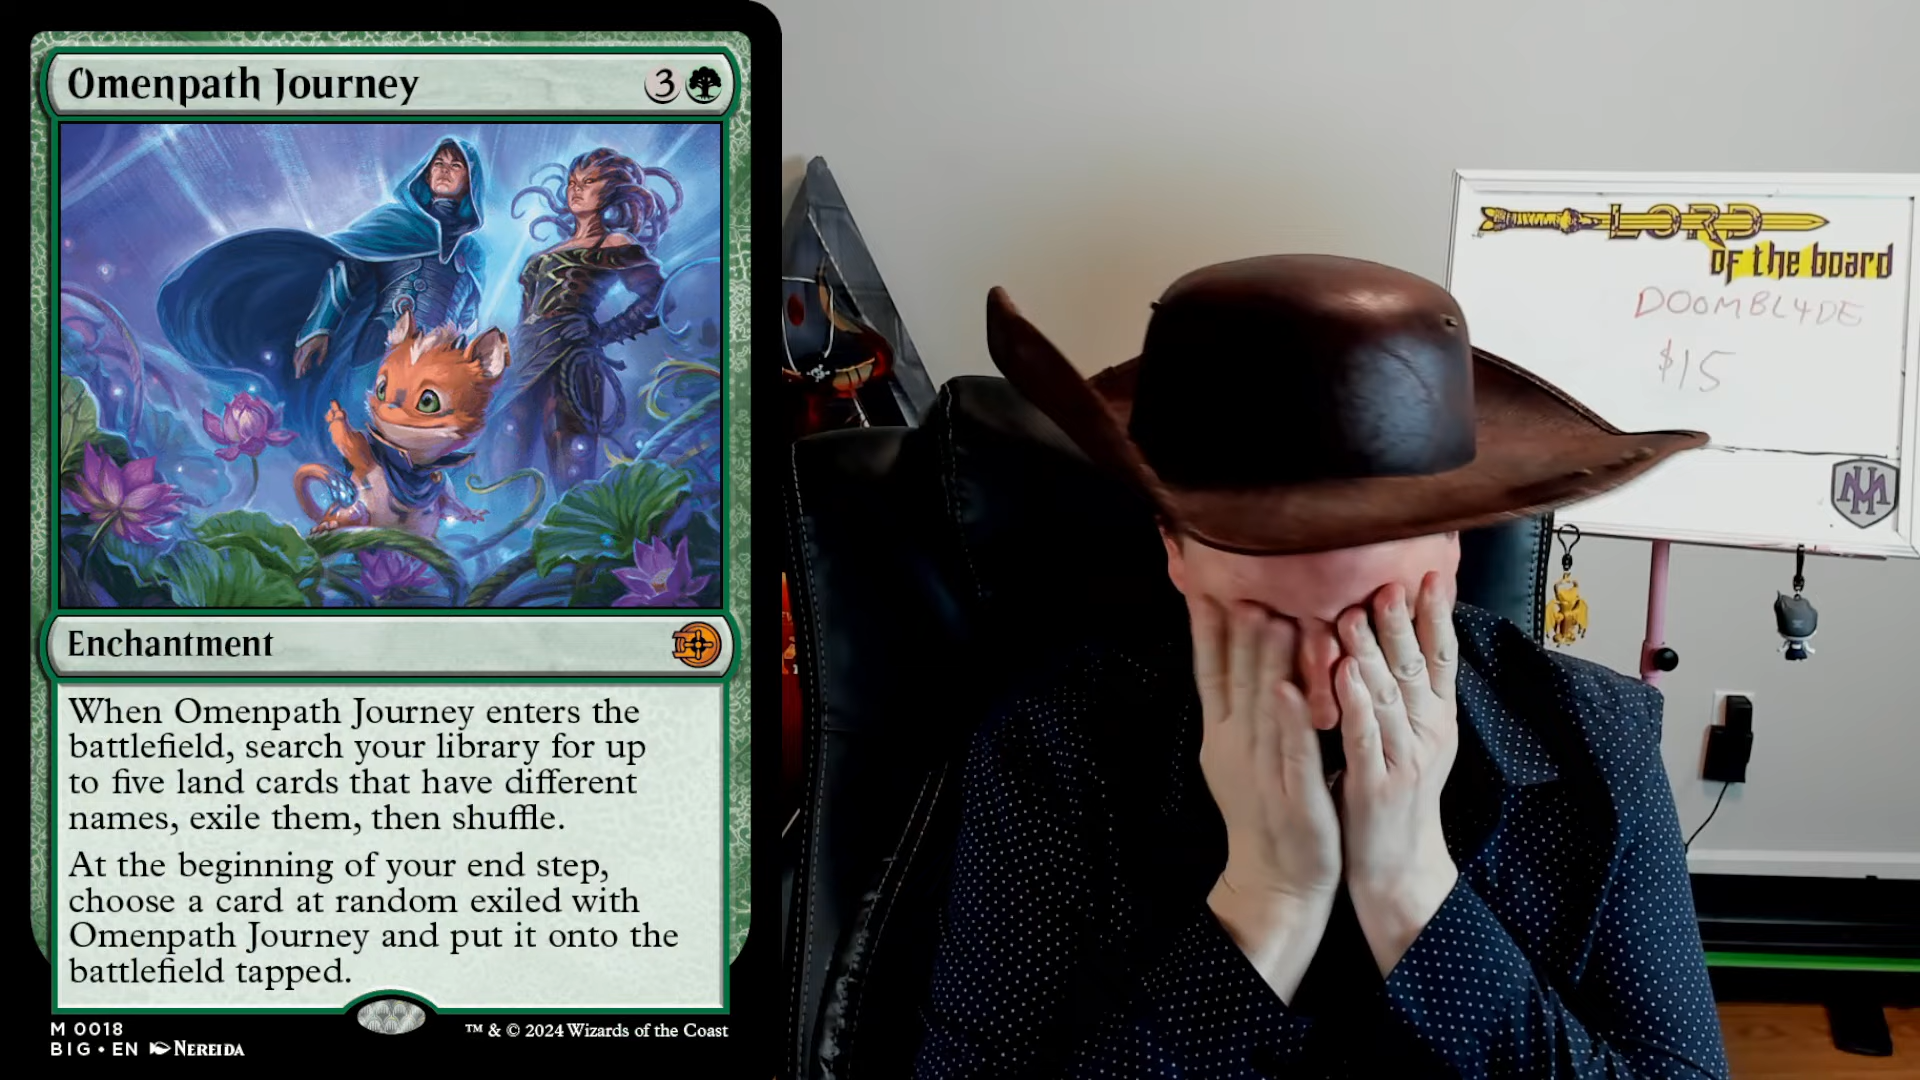 Omenpath Journey
3
Enchantment
When Omenpath Journey enters the
battlefield, search your library for up
to five land cards that have different
names, exile them, then shuffle.
At the beginning of your end step,
choose a card at random exiled with
Omenpath Journey and put it onto the
battlefield tapped.
M 0018
BIG • EN NEREIDA
™ & © 2024 Wizards of the Coast
LORD
of the board
DOOMBL4DE
$15